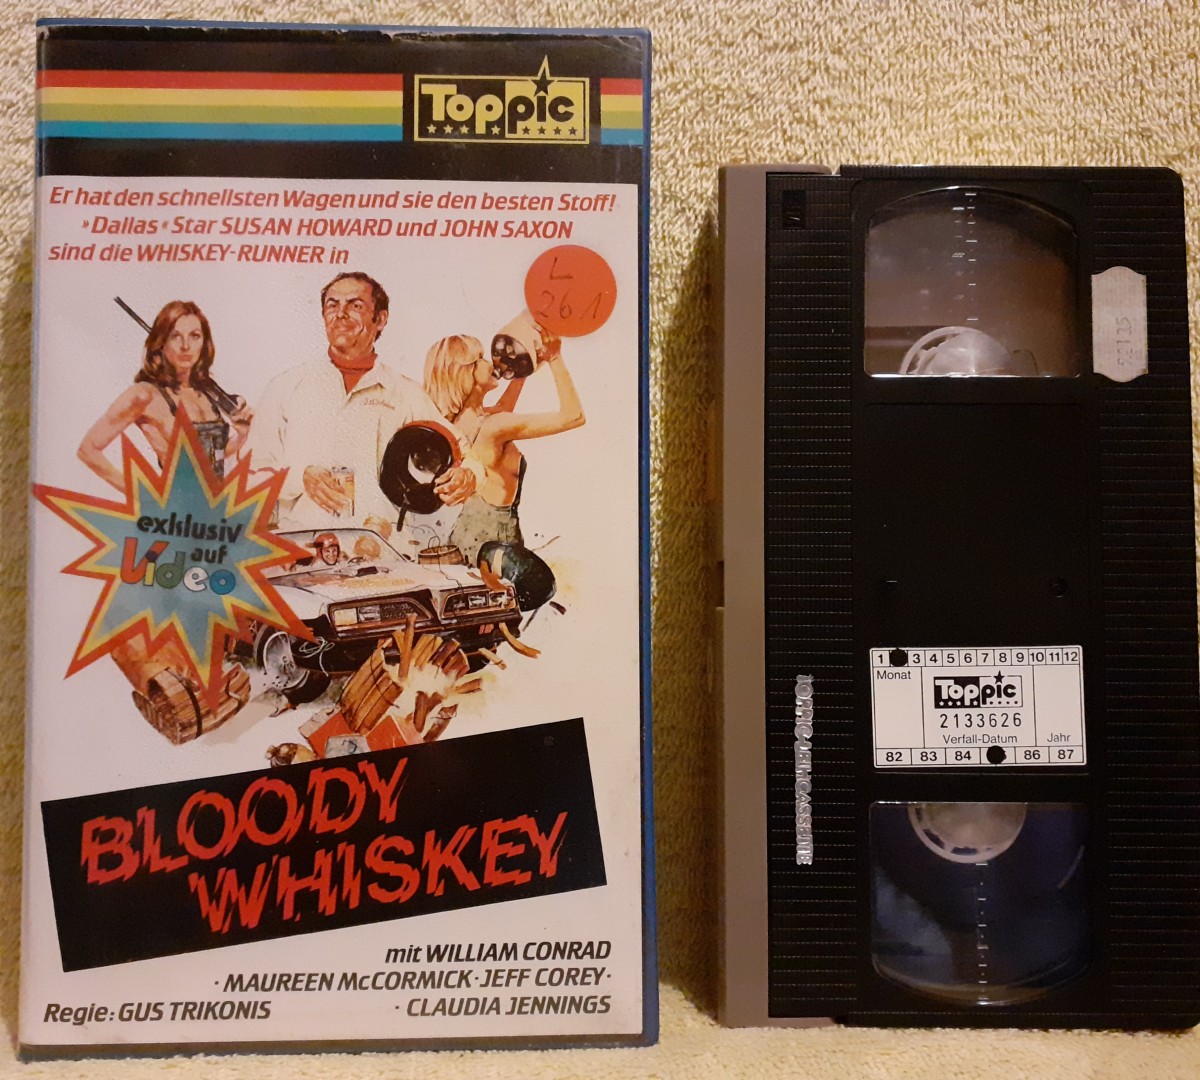 Toppic
Er hat den schnellsten Wagen und sie den besten Stoff!
»Dallas« Star SUSAN HOWARD und JOHN SAXON
sind die WHISKEY-RUNNER in
L
261
exklusiv
auf
Video
BLOODY
WHISKEY
mit WILLIAM CONRAD
· MAUREEN McCORMICK · JEFF COREY ·
Regie: GUS TRIKONIS · CLAUDIA JENNINGS
1 3 4 5 6 7 8 9 10 11 12
Monat
Toppic
2133626
Verfall-Datum Jahr
82 83 84 86 87